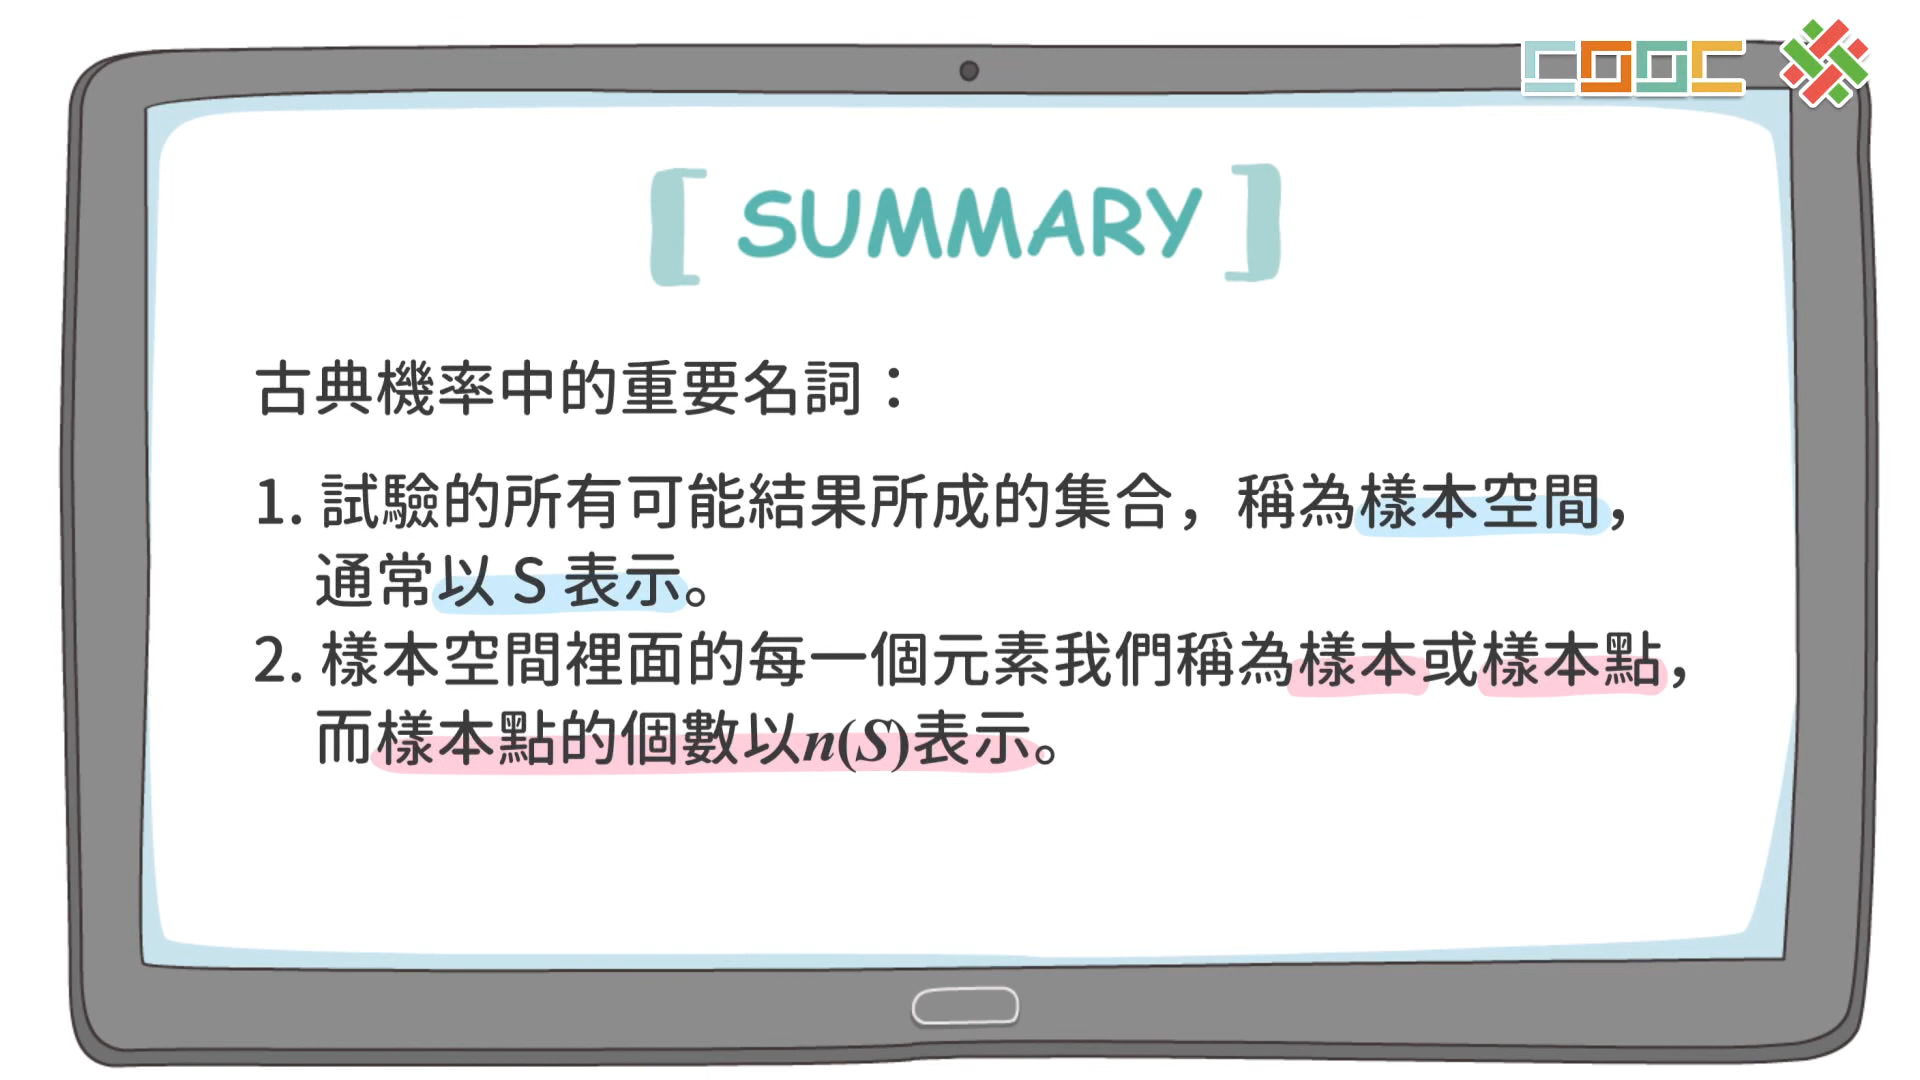 COOC
[ SUMMARY ]
古典機率中的重要名詞：
1. 試驗的所有可能結果所成的集合，稱為樣本空間，
通常以 S 表示。
2. 樣本空間裡面的每一個元素我們稱為樣本或樣本點，
而樣本點的個數以n(S)表示。